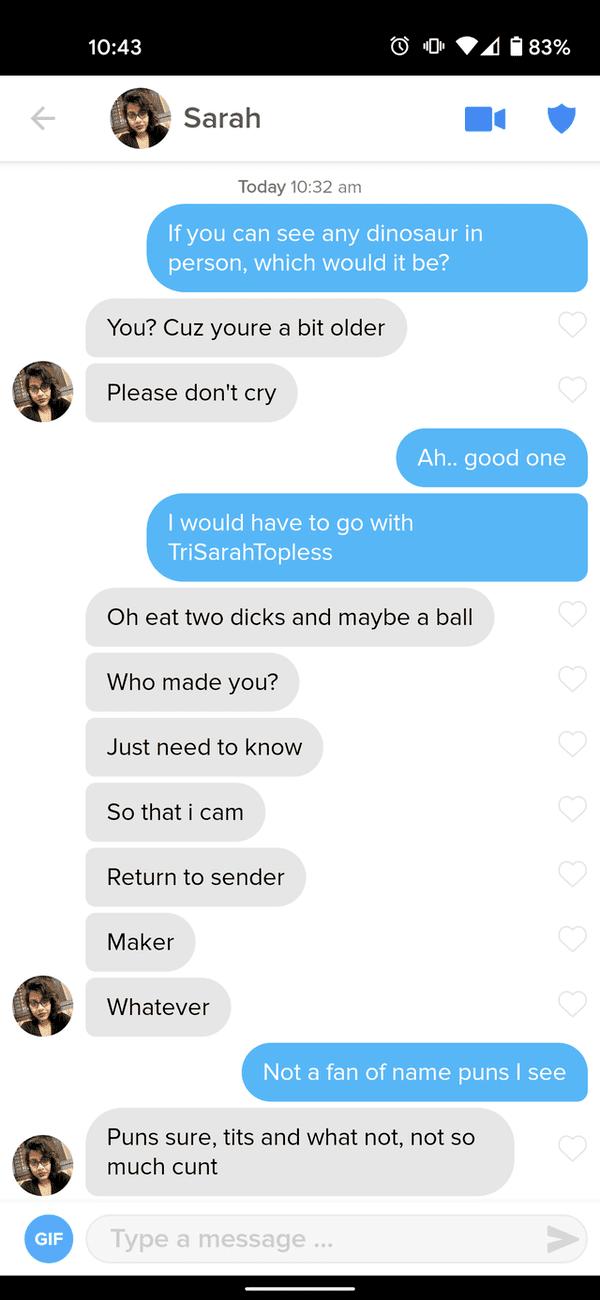 10:43
83%
Sarah
Today 10:32 am
If you can see any dinosaur in
person, which would it be?
You? Cuz youre a bit older
Please don't cry
Ah.. good one
I would have to go with
TriSarahTopless
Oh eat two dicks and maybe a ball
Who made you?
Just need to know
So that i cam
Return to sender
Maker
Whatever
Not a fan of name puns I see
Puns sure, tits and what not, not so
much cunt
GIF
Type a message ...